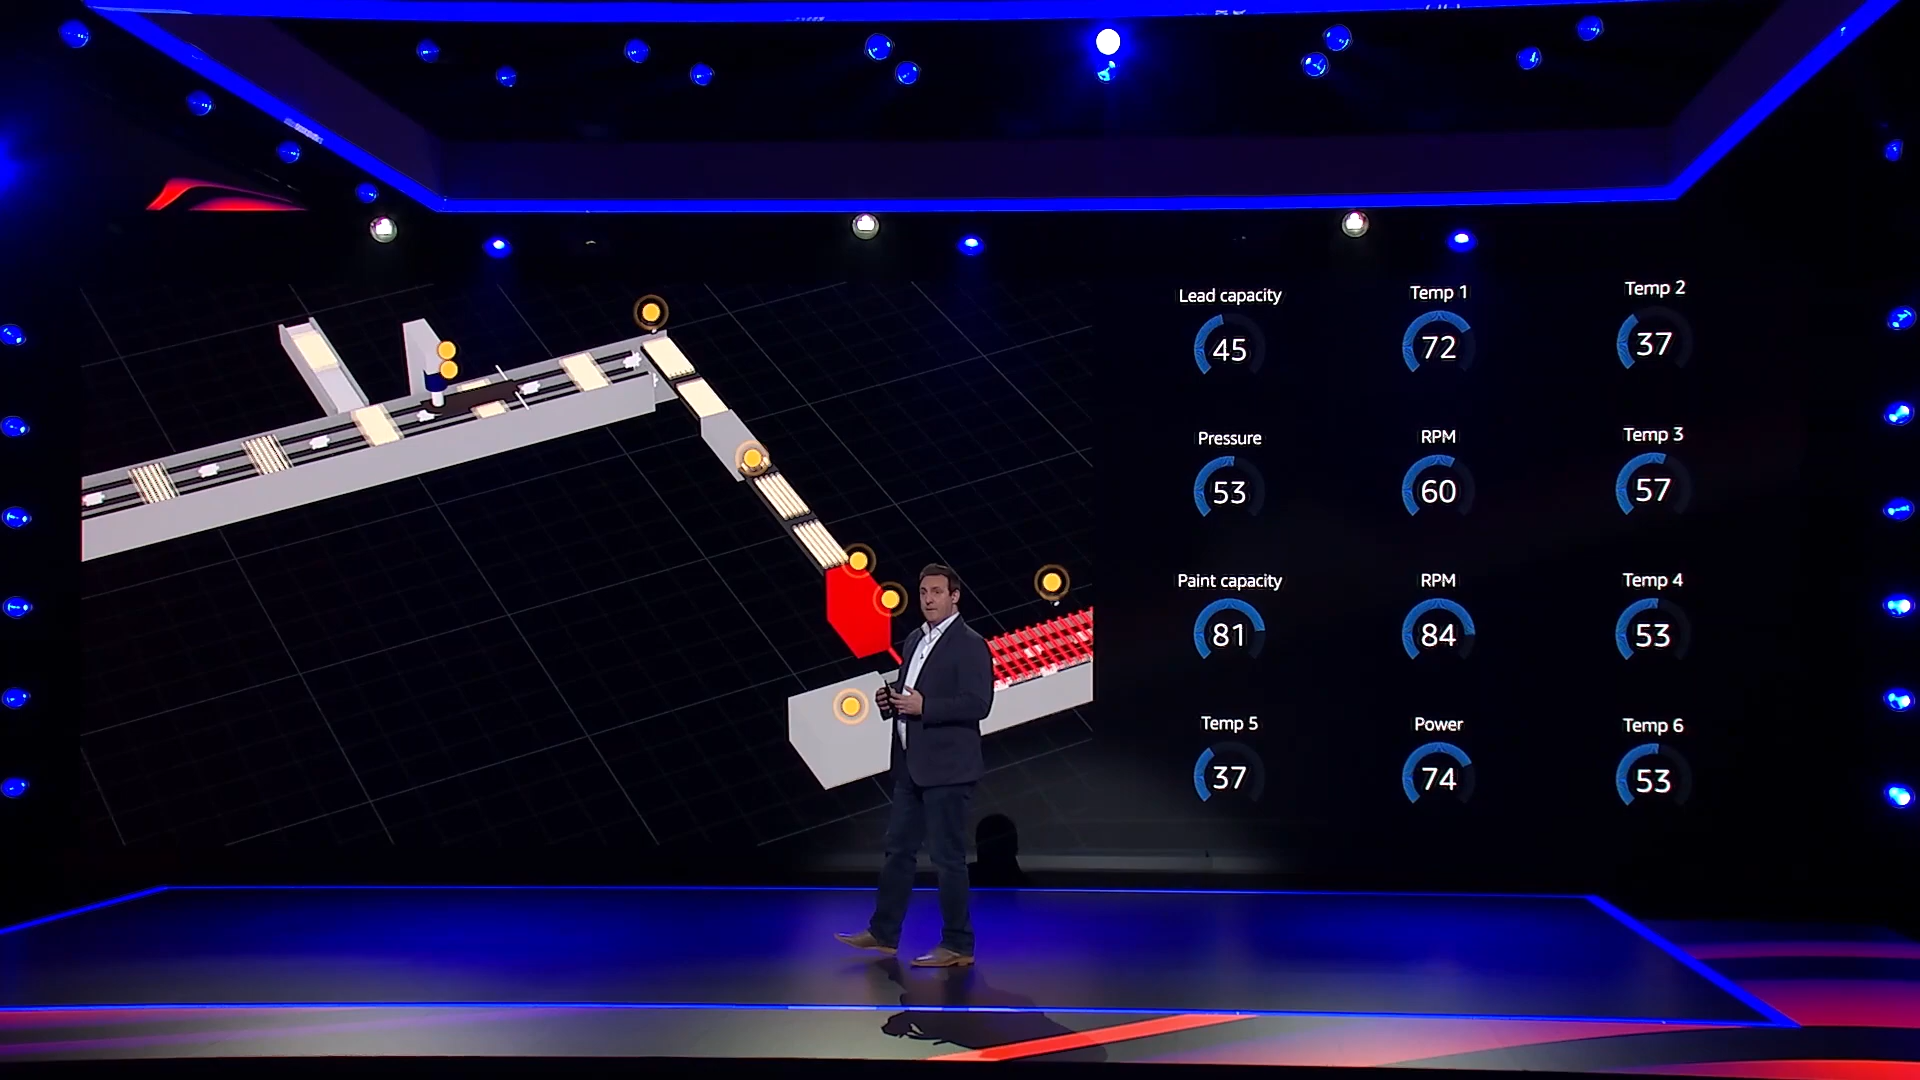 Lead capacity
45
Temp 1
72
Temp 2
37
Pressure
53
RPM
60
Temp 3
57
Paint capacity
81
RPM
84
Temp 4
53
Temp 5
37
Power
74
Temp 6
53